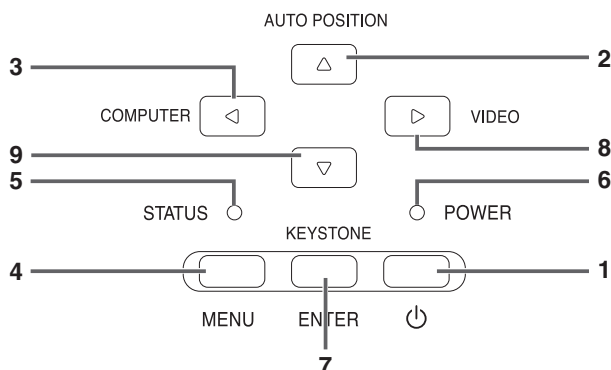 AUTO POSITION
3
2
COMPUTER
VIDEO
8
9
5
6
STATUS
POWER
KEYSTONE
4
1
MENU
ENTER
7